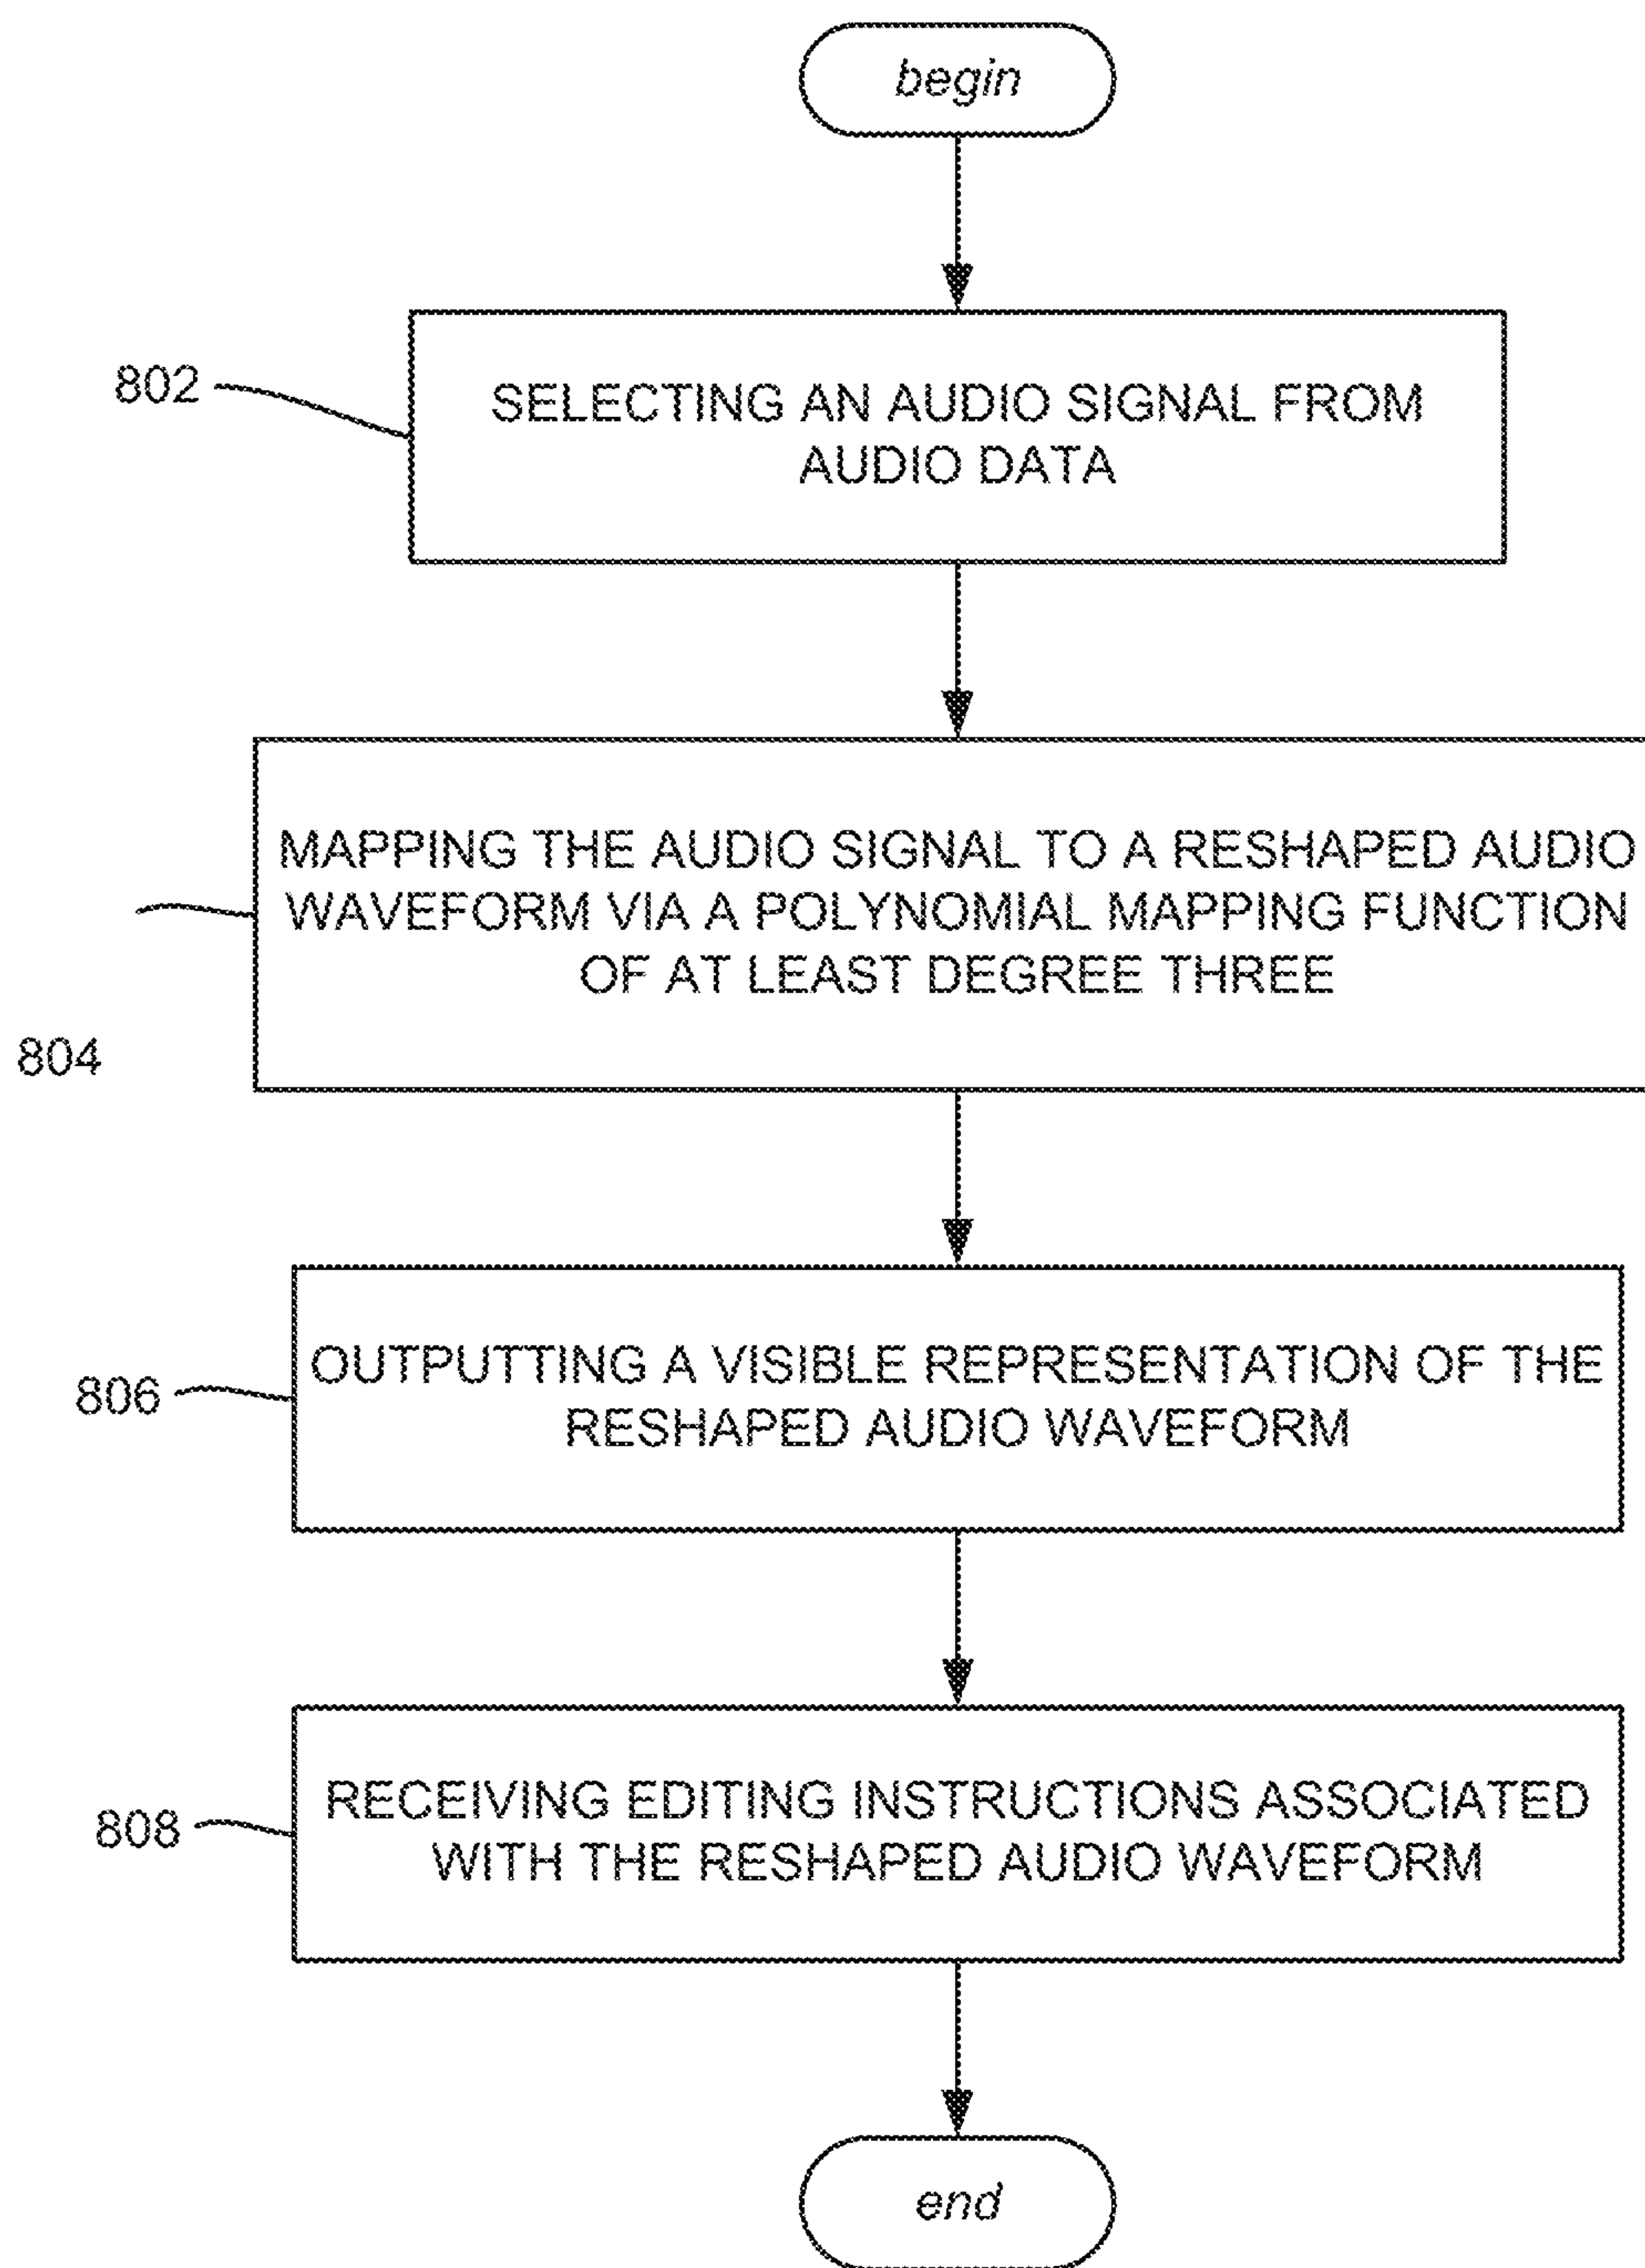 begin
802
SELECTING AN AUDIO SIGNAL FROM
AUDIO DATA
MAPPING THE AUDIO SIGNAL TO A RESHAPED AUDIO
WAVEFORM VIA A POLYNOMIAL MAPPING FUNCTION
OF AT LEAST DEGREE THREE
804
OUTPUTTING A VISIBLE REPRESENTATION OF THE
RESHAPED AUDIO WAVEFORM
806
RECEIVING EDITING INSTRUCTIONS ASSOCIATED
WITH THE RESHAPED AUDIO WAVEFORM
808
end